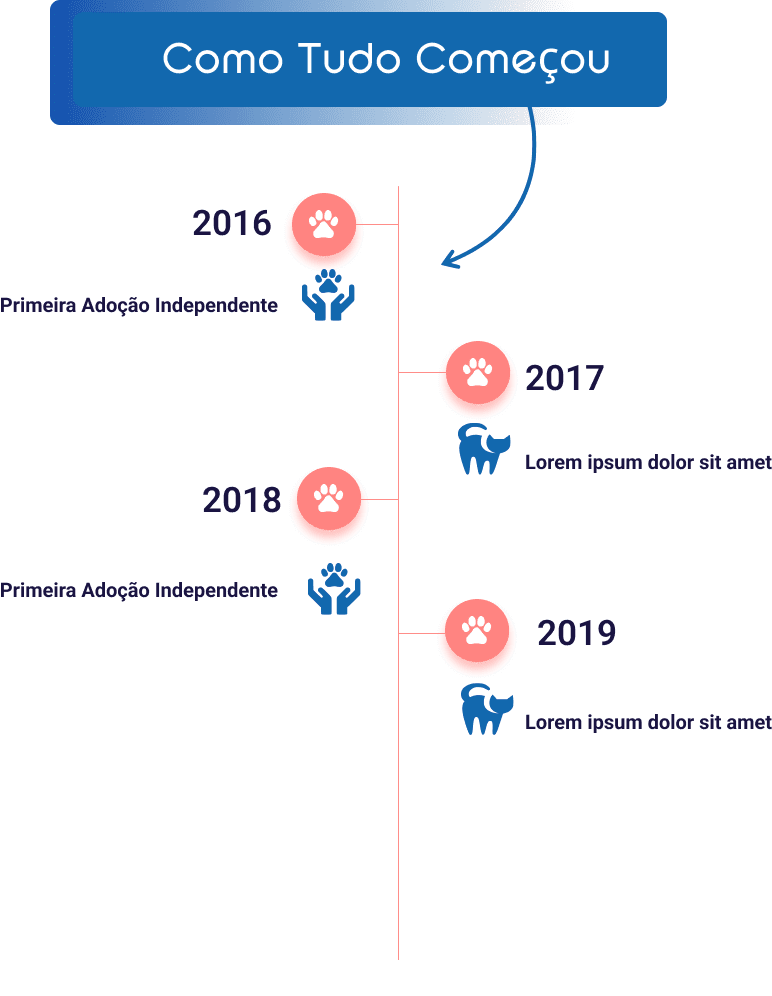 Como Tudo Começou
2016
Primeira Adoção Independente
2017
Lorem ipsum dolor sit amet
2018
Primeira Adoção Independente
2019
Lorem ipsum dolor sit amet